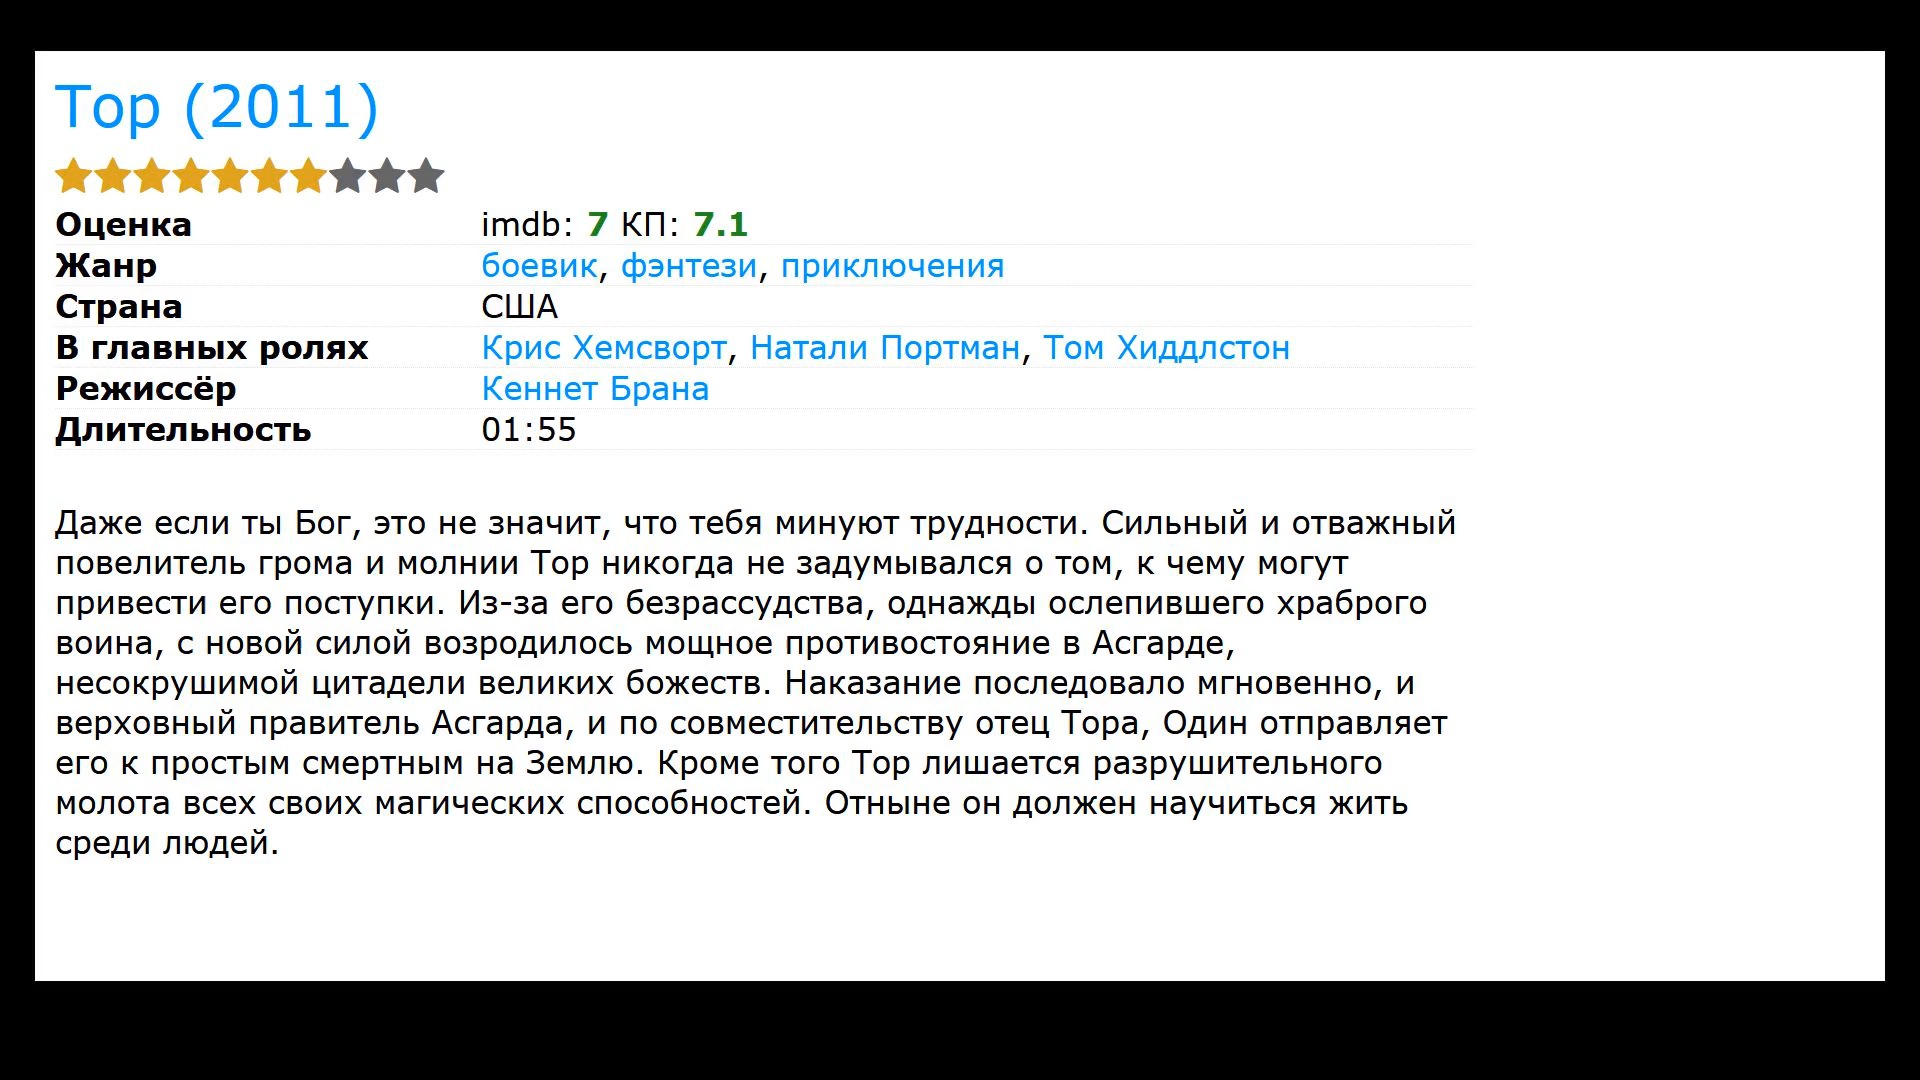 Тор (2011)
Оценка imdb: 7 КП: 7.1
Жанр боевик, фэнтези, приключения
Страна США
В главных ролях Крис Хемсворт, Натали Портман, Том Хиддлстон
Режиссёр Кеннет Брана
Длительность 01:55
Даже если ты Бог, это не значит, что тебя минуют трудности. Сильный и отважный
повелитель грома и молнии Тор никогда не задумывался о том, к чему могут
привести его поступки. Из-за его безрассудства, однажды ослепившего храброго
воина, с новой силой возродилось мощное противостояние в Асгарде,
несокрушимой цитадели великих божеств. Наказание последовало мгновенно, и
верховный правитель Асгарда, и по совместительству отец Тора, Один отправляет
его к простым смертным на Землю. Кроме того Тор лишается разрушительного
молота всех своих магических способностей. Отныне он должен научиться жить
среди людей.